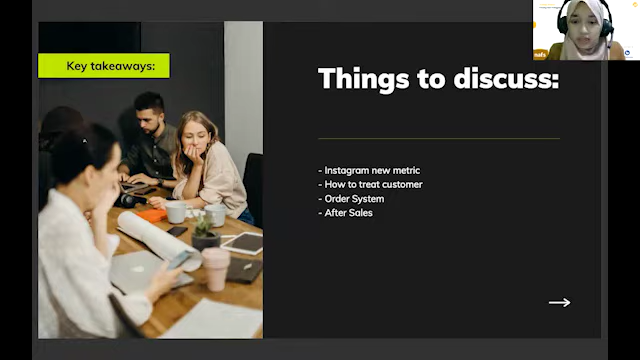 Key takeaways:
Things to discuss:
- Instagram new metric
- How to treat customer
- Order System
- After Sales